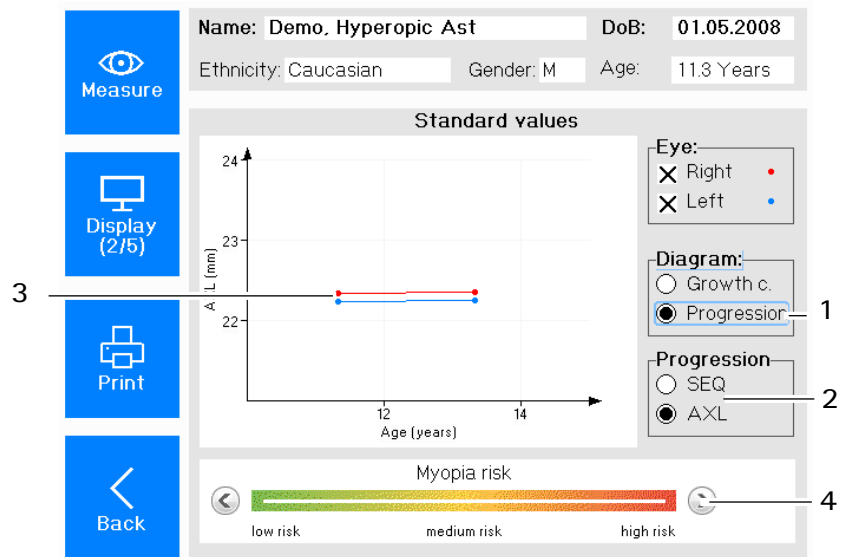 Name: Demo, Hyperopic Ast DoB: 01.05.2008
Ethnicity: Caucasian Gender: M Age: 11.3 Years
Measure
Display
(2/5)
Print
Back
Standard values
24
23
22
AXL (mm)
12 14
Age (years)
Eye:
Right
Left
Diagram:
Growth c.
Progression
Progression
SEQ
AXL
Myopia risk
low risk medium risk high risk
3
1
2
4